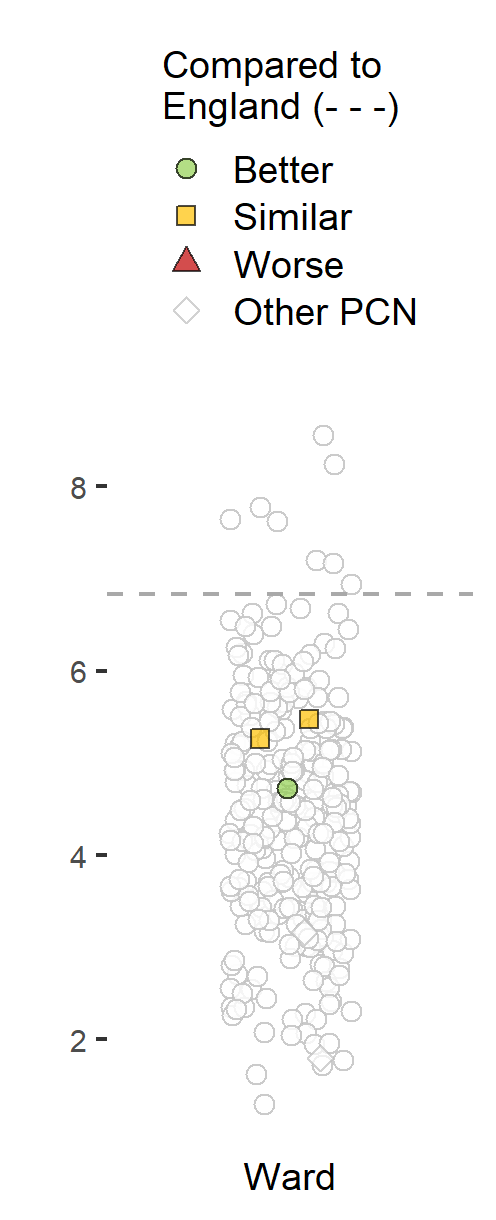 Compared to
England (- - -)
Better
Similar
Worse
Other PCN
8
6
4
2
Ward